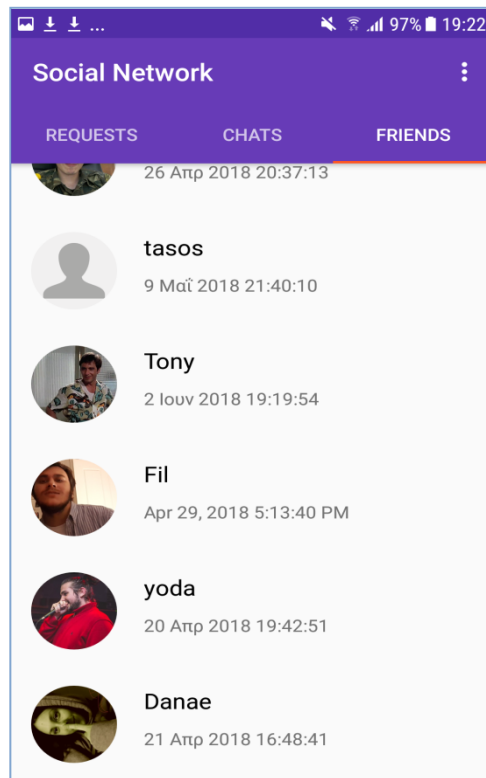 ... 97% 19:22
Social Network
REQUESTS CHATS FRIENDS
26 Απρ 2018 20:37:13
tasos
9 Μαΐ 2018 21:40:10
Tony
2 Ιουν 2018 19:19:54
Fil
Apr 29, 2018 5:13:40 PM
yoda
20 Απρ 2018 19:42:51
Danae
21 Απρ 2018 16:48:41